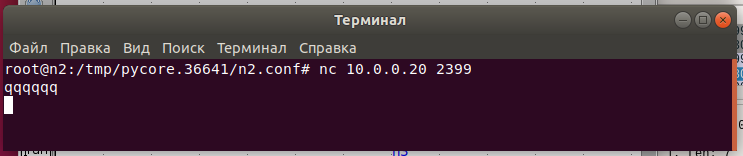 Терминал
Файл Правка Вид Поиск Терминал Справка
root@n2:/tmp/pycore.36641/n2.conf# nc 10.0.0.20 2399
qqqqqq